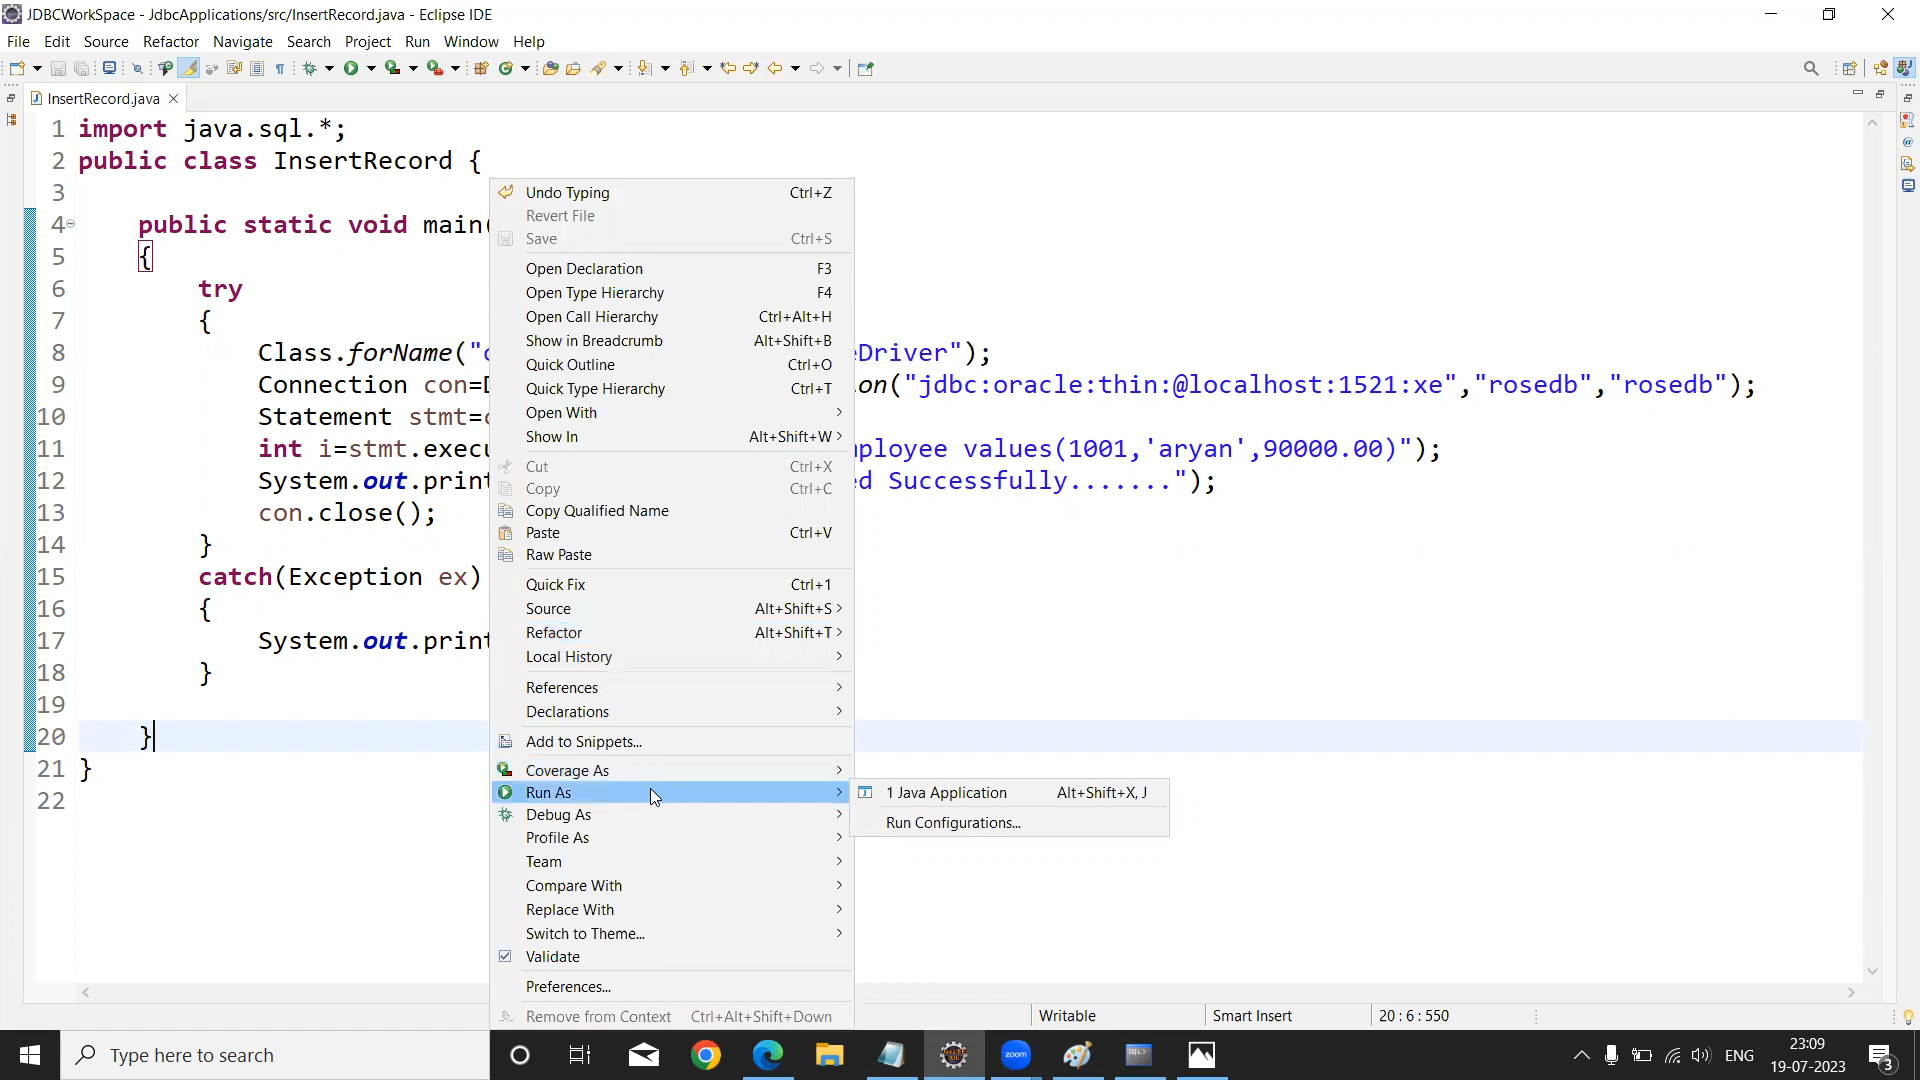 JDBCWorkSpace - JdbcApplications/src/InsertRecord.java - Eclipse IDE
File Edit Source Refactor Navigate Search Project Run Window Help
InsertRecord.java
1 import java.sql.*;
2 public class InsertRecord {
3
4 public static void main(
5 {
6 try
7 {
8 Class.forName(" eDriver");
9 Connection con=D on("jdbc:oracle:thin:@localhost:1521:xe","rosedb","rosedb");
10 Statement stmt=c
11 int i=stmt.execu ployee values(1001,'aryan',90000.00)");
12 System.out.print d Successfully.......");
13 con.close();
14 }
15 catch(Exception ex)
16 {
17 System.out.print
18 }
19
20 }
21 }
22
Undo Typing Ctrl+Z
Revert File
Save Ctrl+S
Open Declaration F3
Open Type Hierarchy F4
Open Call Hierarchy Ctrl+Alt+H
Show in Breadcrumb Alt+Shift+B
Quick Outline Ctrl+O
Quick Type Hierarchy Ctrl+T
Open With
Show In Alt+Shift+W
Cut Ctrl+X
Copy Ctrl+C
Copy Qualified Name
Paste Ctrl+V
Raw Paste
Quick Fix Ctrl+1
Source Alt+Shift+S
Refactor Alt+Shift+T
Local History
References
Declarations
Add to Snippets...
Coverage As
Run As
Debug As
Profile As
Team
Compare With
Replace With
Switch to Theme...
Validate
Preferences...
Remove from Context Ctrl+Alt+Shift+Down
1 Java Application Alt+Shift+X, J
Run Configurations...
Writable Smart Insert 20 : 6 : 550
Type here to search
zoom
ENG
23:09
19-07-2023
3